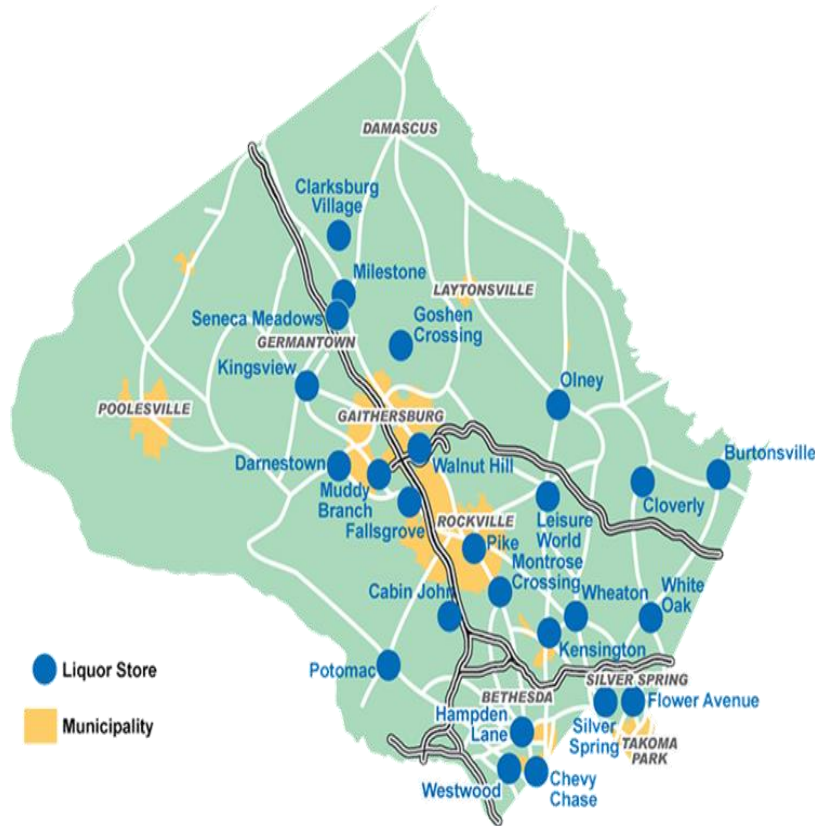 DAMASCUS
Clarksburg
Village
Milestone
LAYTONSVILLE
Seneca Meadows
Goshen
Crossing
GERMANTOWN
Kingsview
Olney
POOLESVILLE
GAITHERSBURG
Walnut Hill
Burtonsville
Darnestown
Muddy
Branch
Cloverly
Fallsgrove
ROCKVILLE
Leisure
World
Pike
Montrose
Crossing
Cabin John
Wheaton
White
Oak
Kensington
Liquor Store
Potomac
SILVER SPRING
BETHESDA
Flower Avenue
Municipality
Hampden
Lane
Silver
Spring
TAKOMA
PARK
Westwood
Chevy
Chase